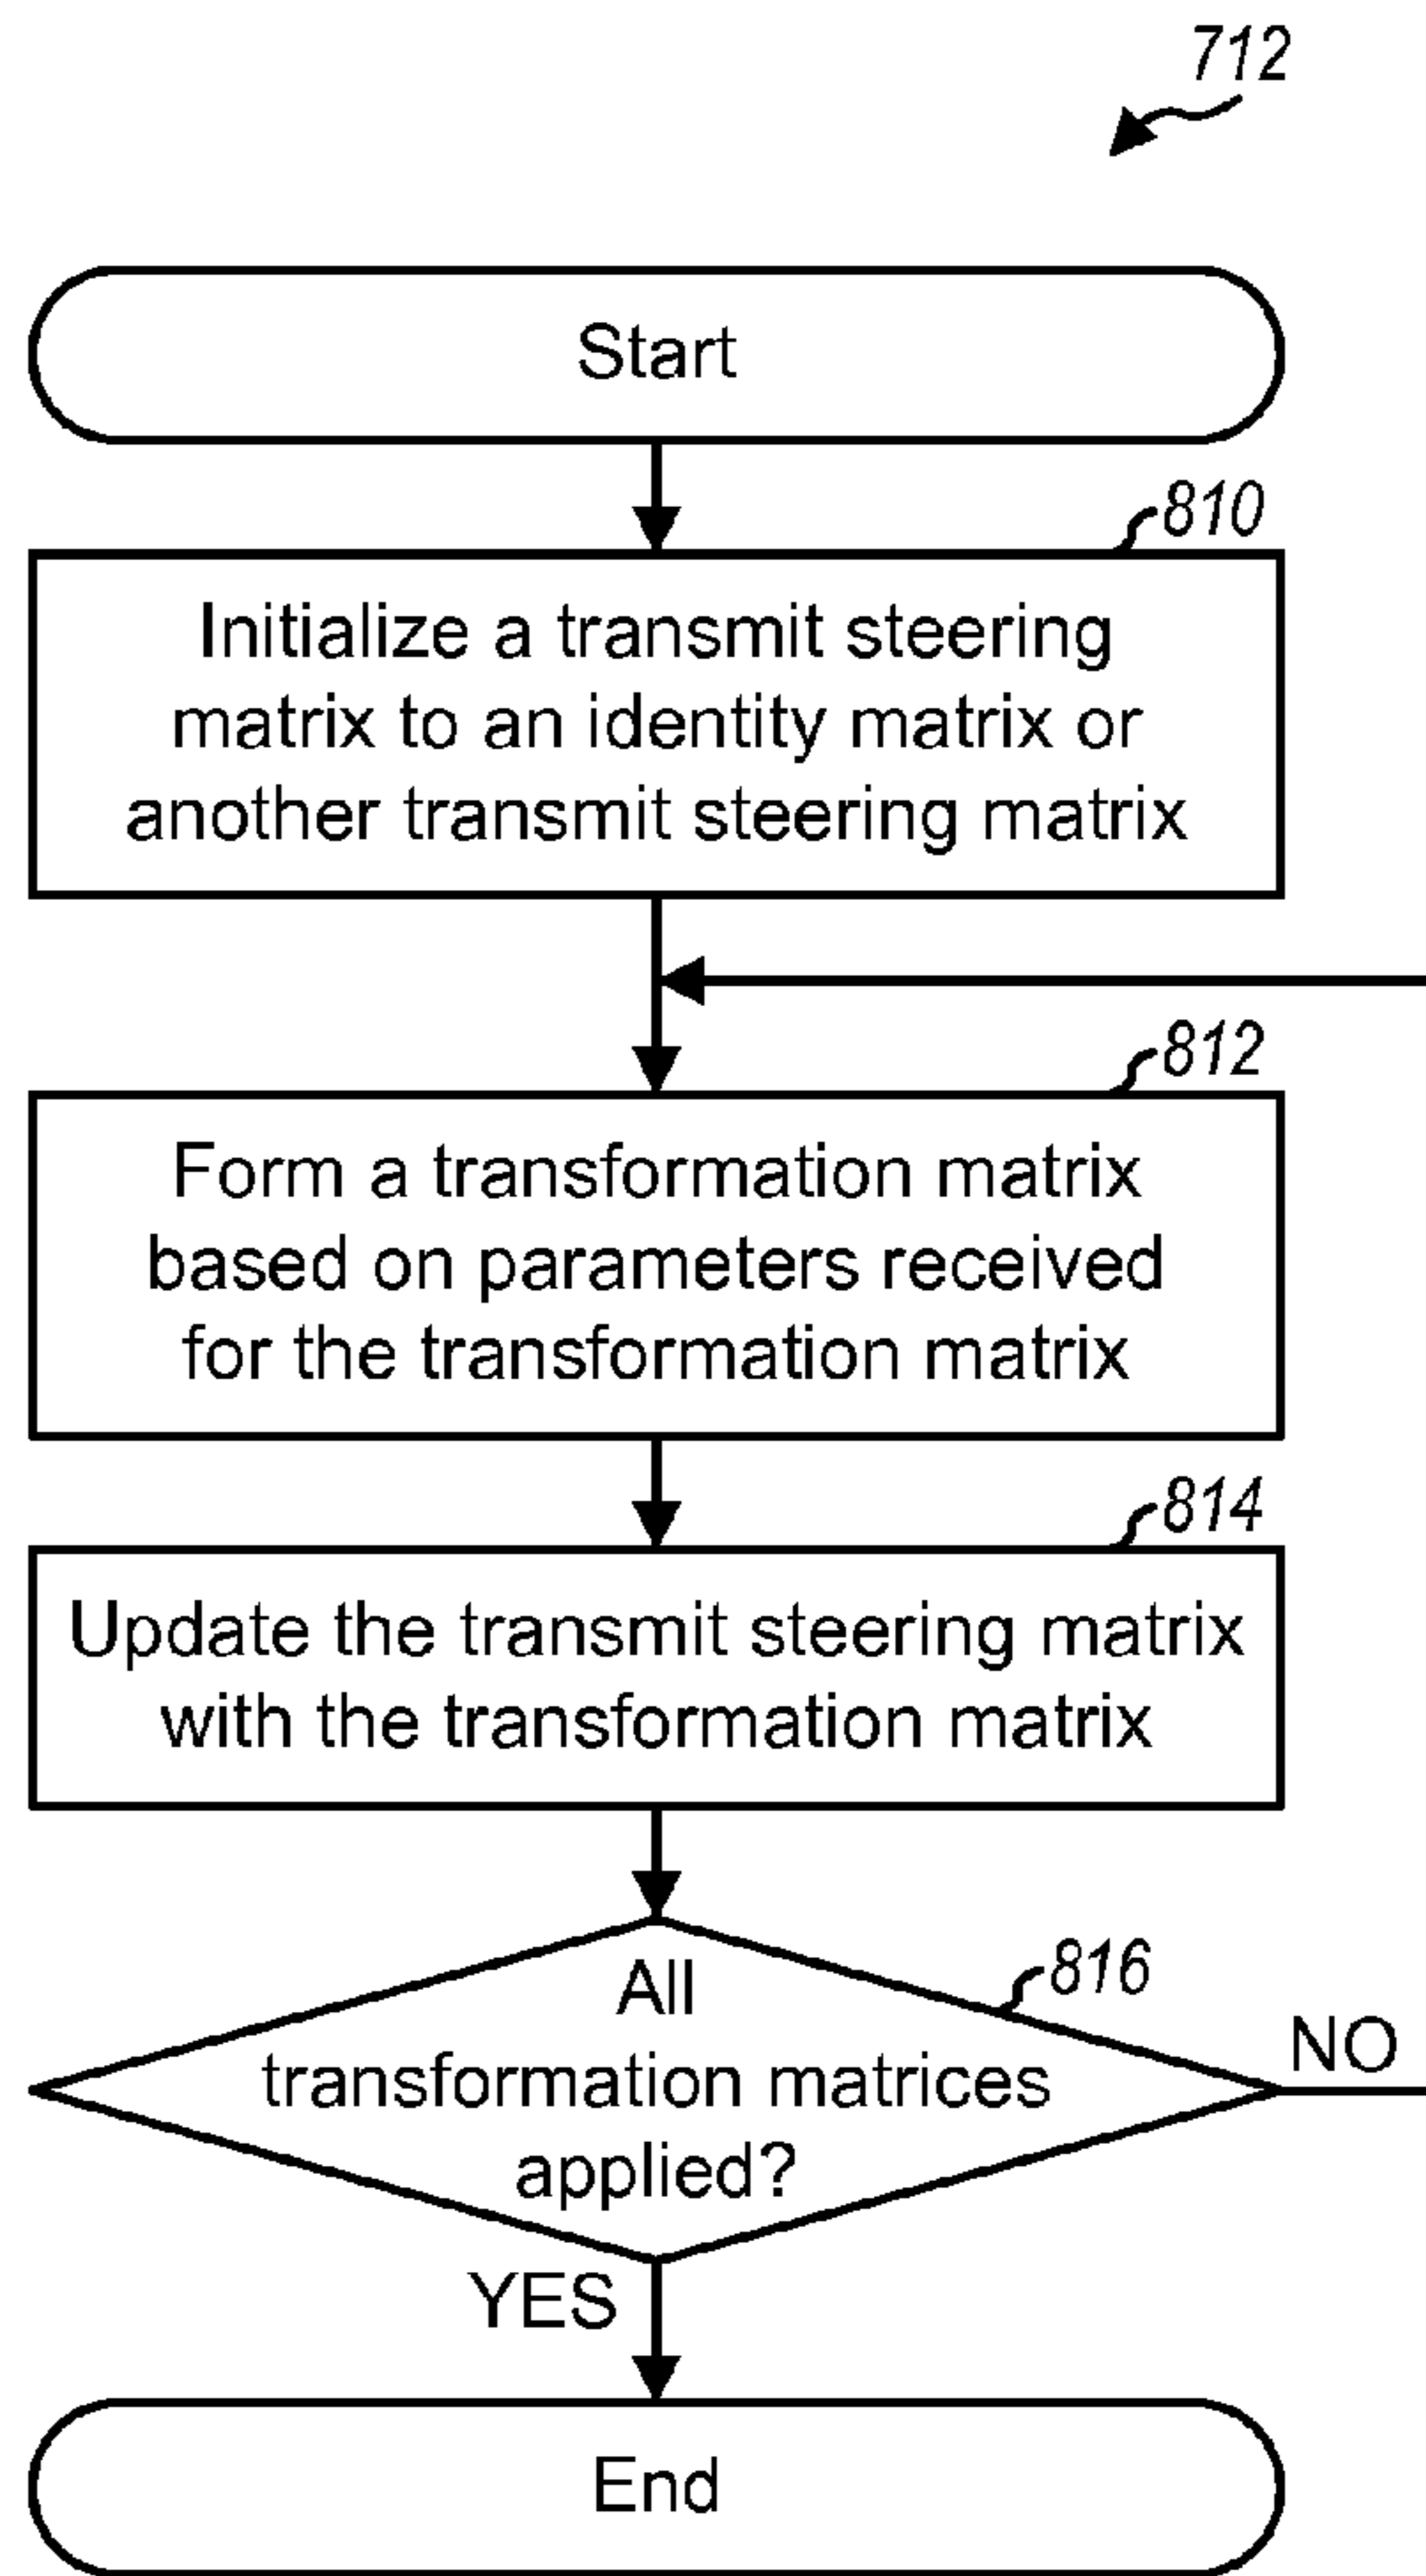 712
Start
810
Initialize a transmit steering
matrix to an identity matrix or
another transmit steering matrix
812
Form a transformation matrix
based on parameters received
for the transformation matrix
814
Update the transmit steering matrix
with the transformation matrix
816
All
transformation matrices
applied?
NO
YES
End